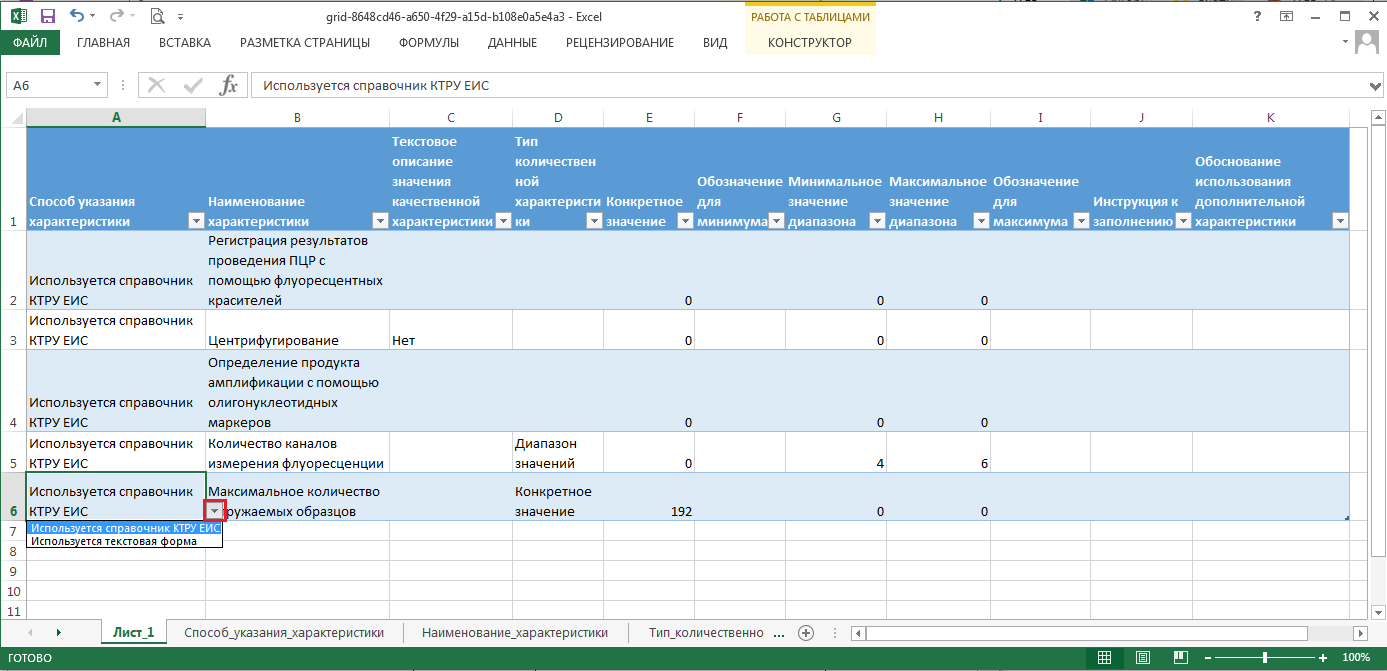 grid-8648cd46-a650-4f29-a15d-b108e0a5e4a3 - Excel
РАБОТА С ТАБЛИЦАМИ
?
ФАЙЛ ГЛАВНАЯ ВСТАВКА РАЗМЕТКА СТРАНИЦЫ ФОРМУЛЫ ДАННЫЕ РЕЦЕНЗИРОВАНИЕ ВИД КОНСТРУКТОР
A6 fx Используется справочник КТРУ ЕИС
A B C D E F G H I J K
1
Способ указания
характеристики
Наименование
характеристики
Текстовое
описание
значения
качественной
характеристики
Тип
количествен
ной
характеристи
ки
Конкретное
значение
Обозначение
для
минимума
Минимальное
значение
диапазона
Максимальное
значение
диапазона
Обозначение
для
максимума
Инструкция к
заполнению
Обоснование
использования
дополнительной
характеристики
2
Используется справочник
КТРУ ЕИС
Регистрация результатов
проведения ПЦР с
помощью флуоресцентных
красителей
0 0 0
3
Используется справочник
КТРУ ЕИС
Центрифугирование
Нет
0 0 0
4
Используется справочник
КТРУ ЕИС
Определение продукта
амплификации с помощью
олигонуклеотидных
маркеров
0 0 0
5
Используется справочник
КТРУ ЕИС
Количество каналов
измерения флуоресценции
Диапазон
значений
0 4 6
6
Используется справочник
КТРУ ЕИС
Максимальное количество
ружаемых образцов
Конкретное
значение
192 0 0
Используется справочник КТРУ ЕИС
Используется текстовая форма
7
8
9
10
11
Лист_1 Способ_указания_характеристики Наименование_характеристики Тип_количественно ...
ГОТОВО 100%